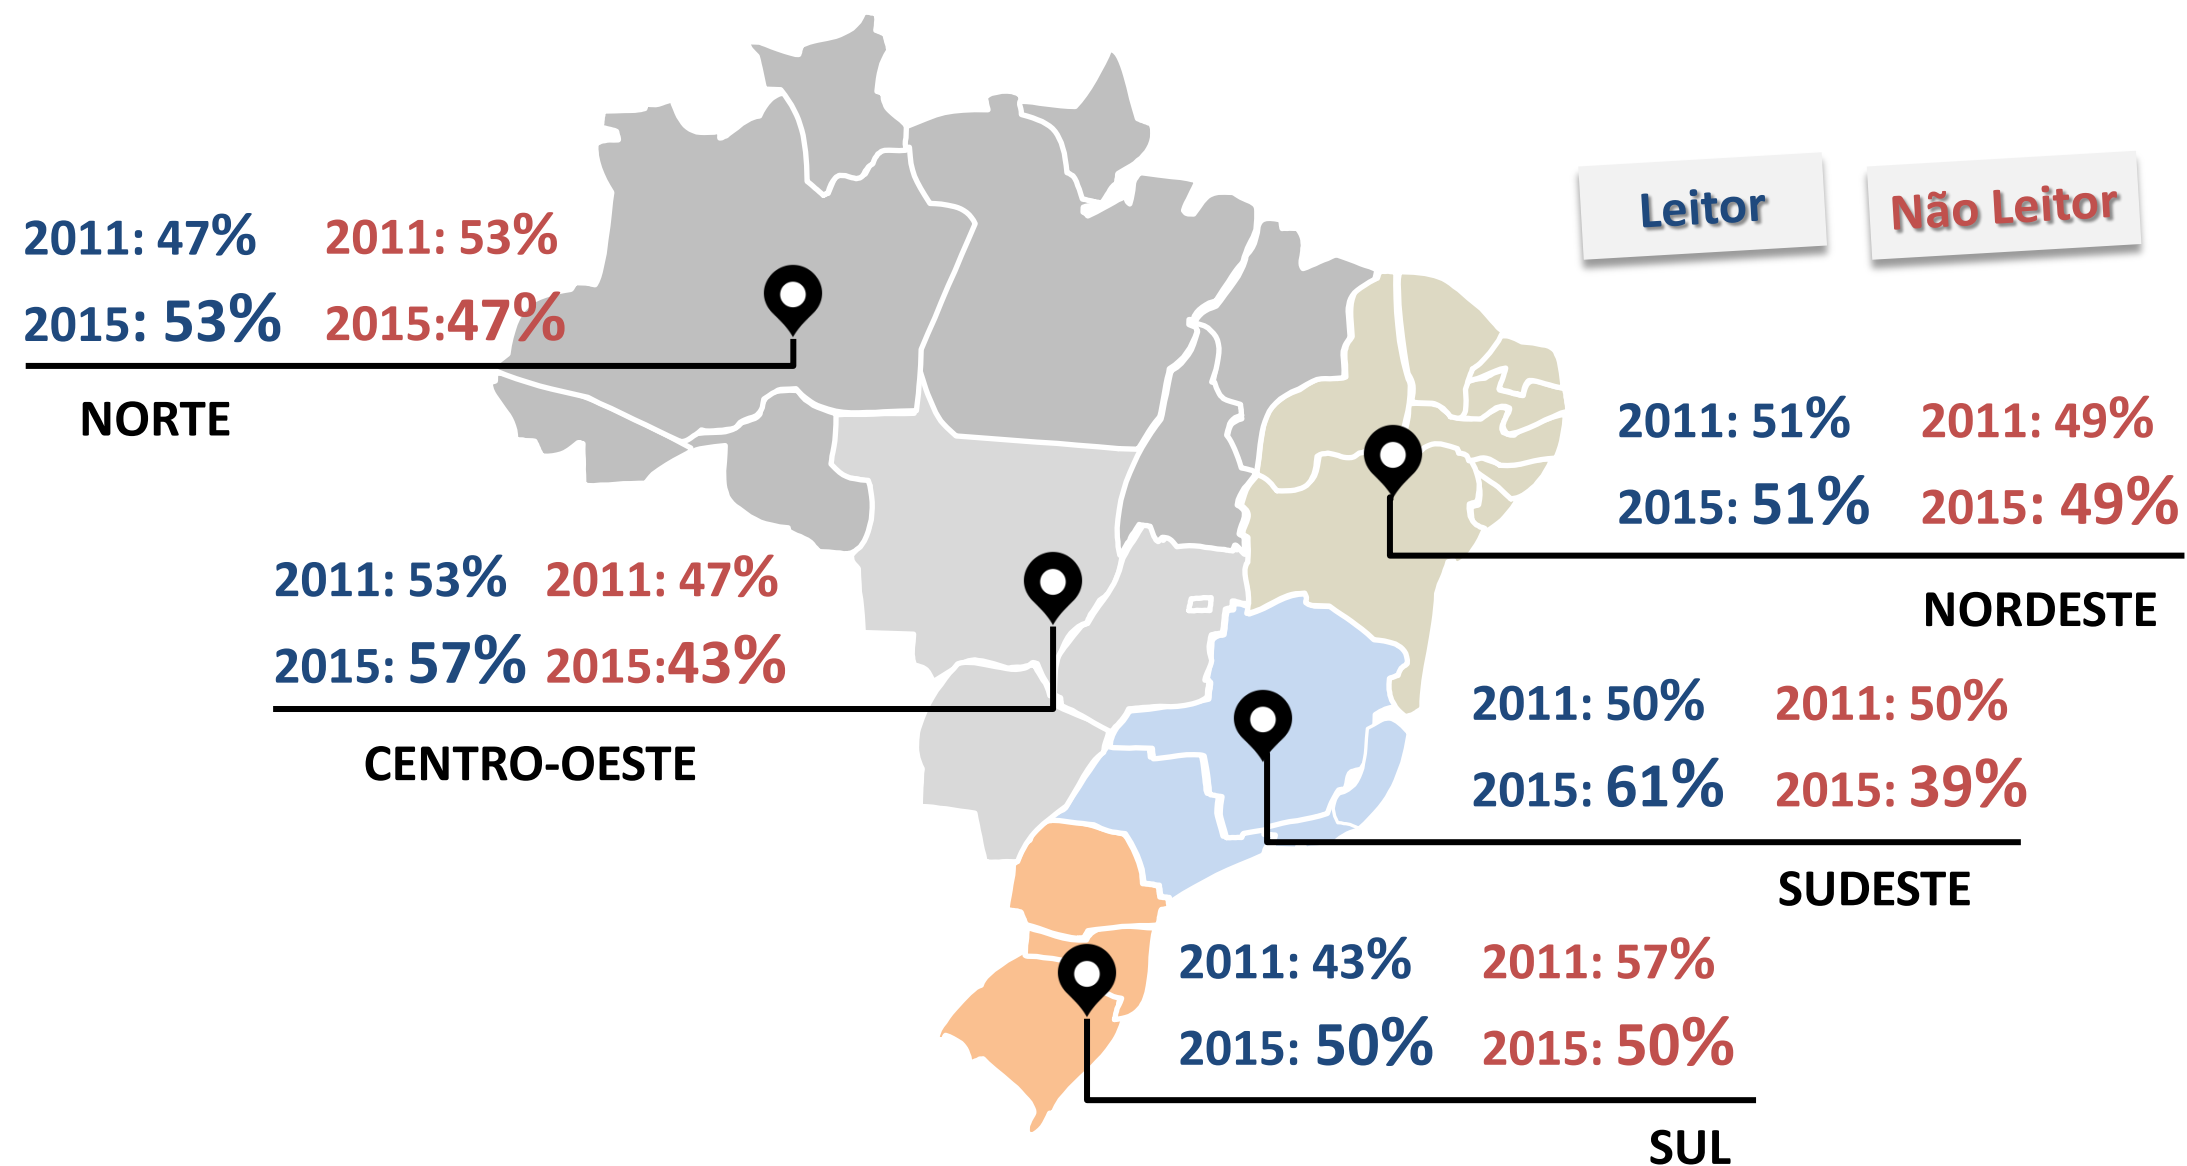 Leitor Não Leitor
2011: 47% 2011: 53%
2015: 53% 2015:47%
NORTE
2011: 51% 2011: 49%
2015: 51% 2015: 49%
NORDESTE
2011: 53% 2011: 47%
2015: 57% 2015:43%
CENTRO-OESTE
2011: 50% 2011: 50%
2015: 61% 2015: 39%
SUDESTE
2011: 43% 2011: 57%
2015: 50% 2015: 50%
SUL